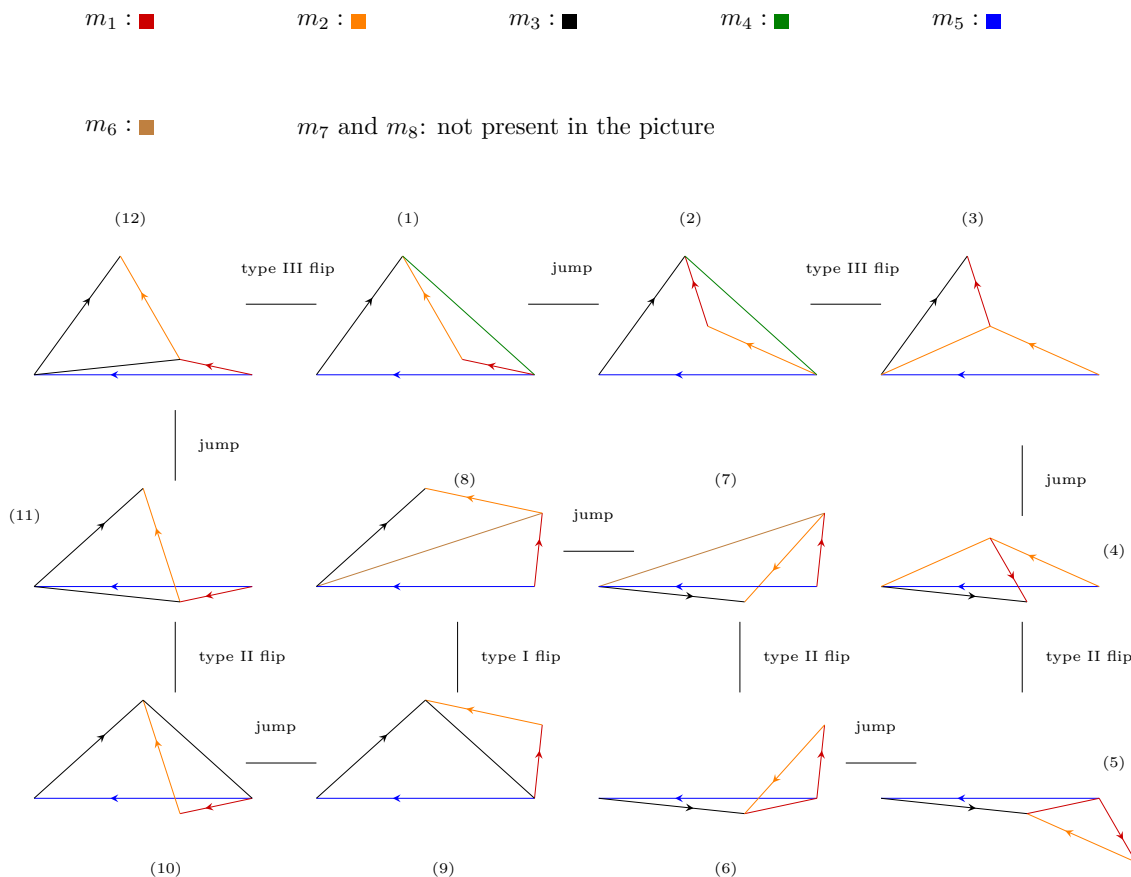 m₁ : m₂ : m₃ : m₄ : m₅ :
m₆ : m₇ and m₈: not present in the picture
(12) (1) (2) (3)
type III flip jump type III flip
jump jump
(8) (7)
(11) jump (4)
type II flip type I flip type II flip type II flip
jump jump
(5)
(10) (9) (6)